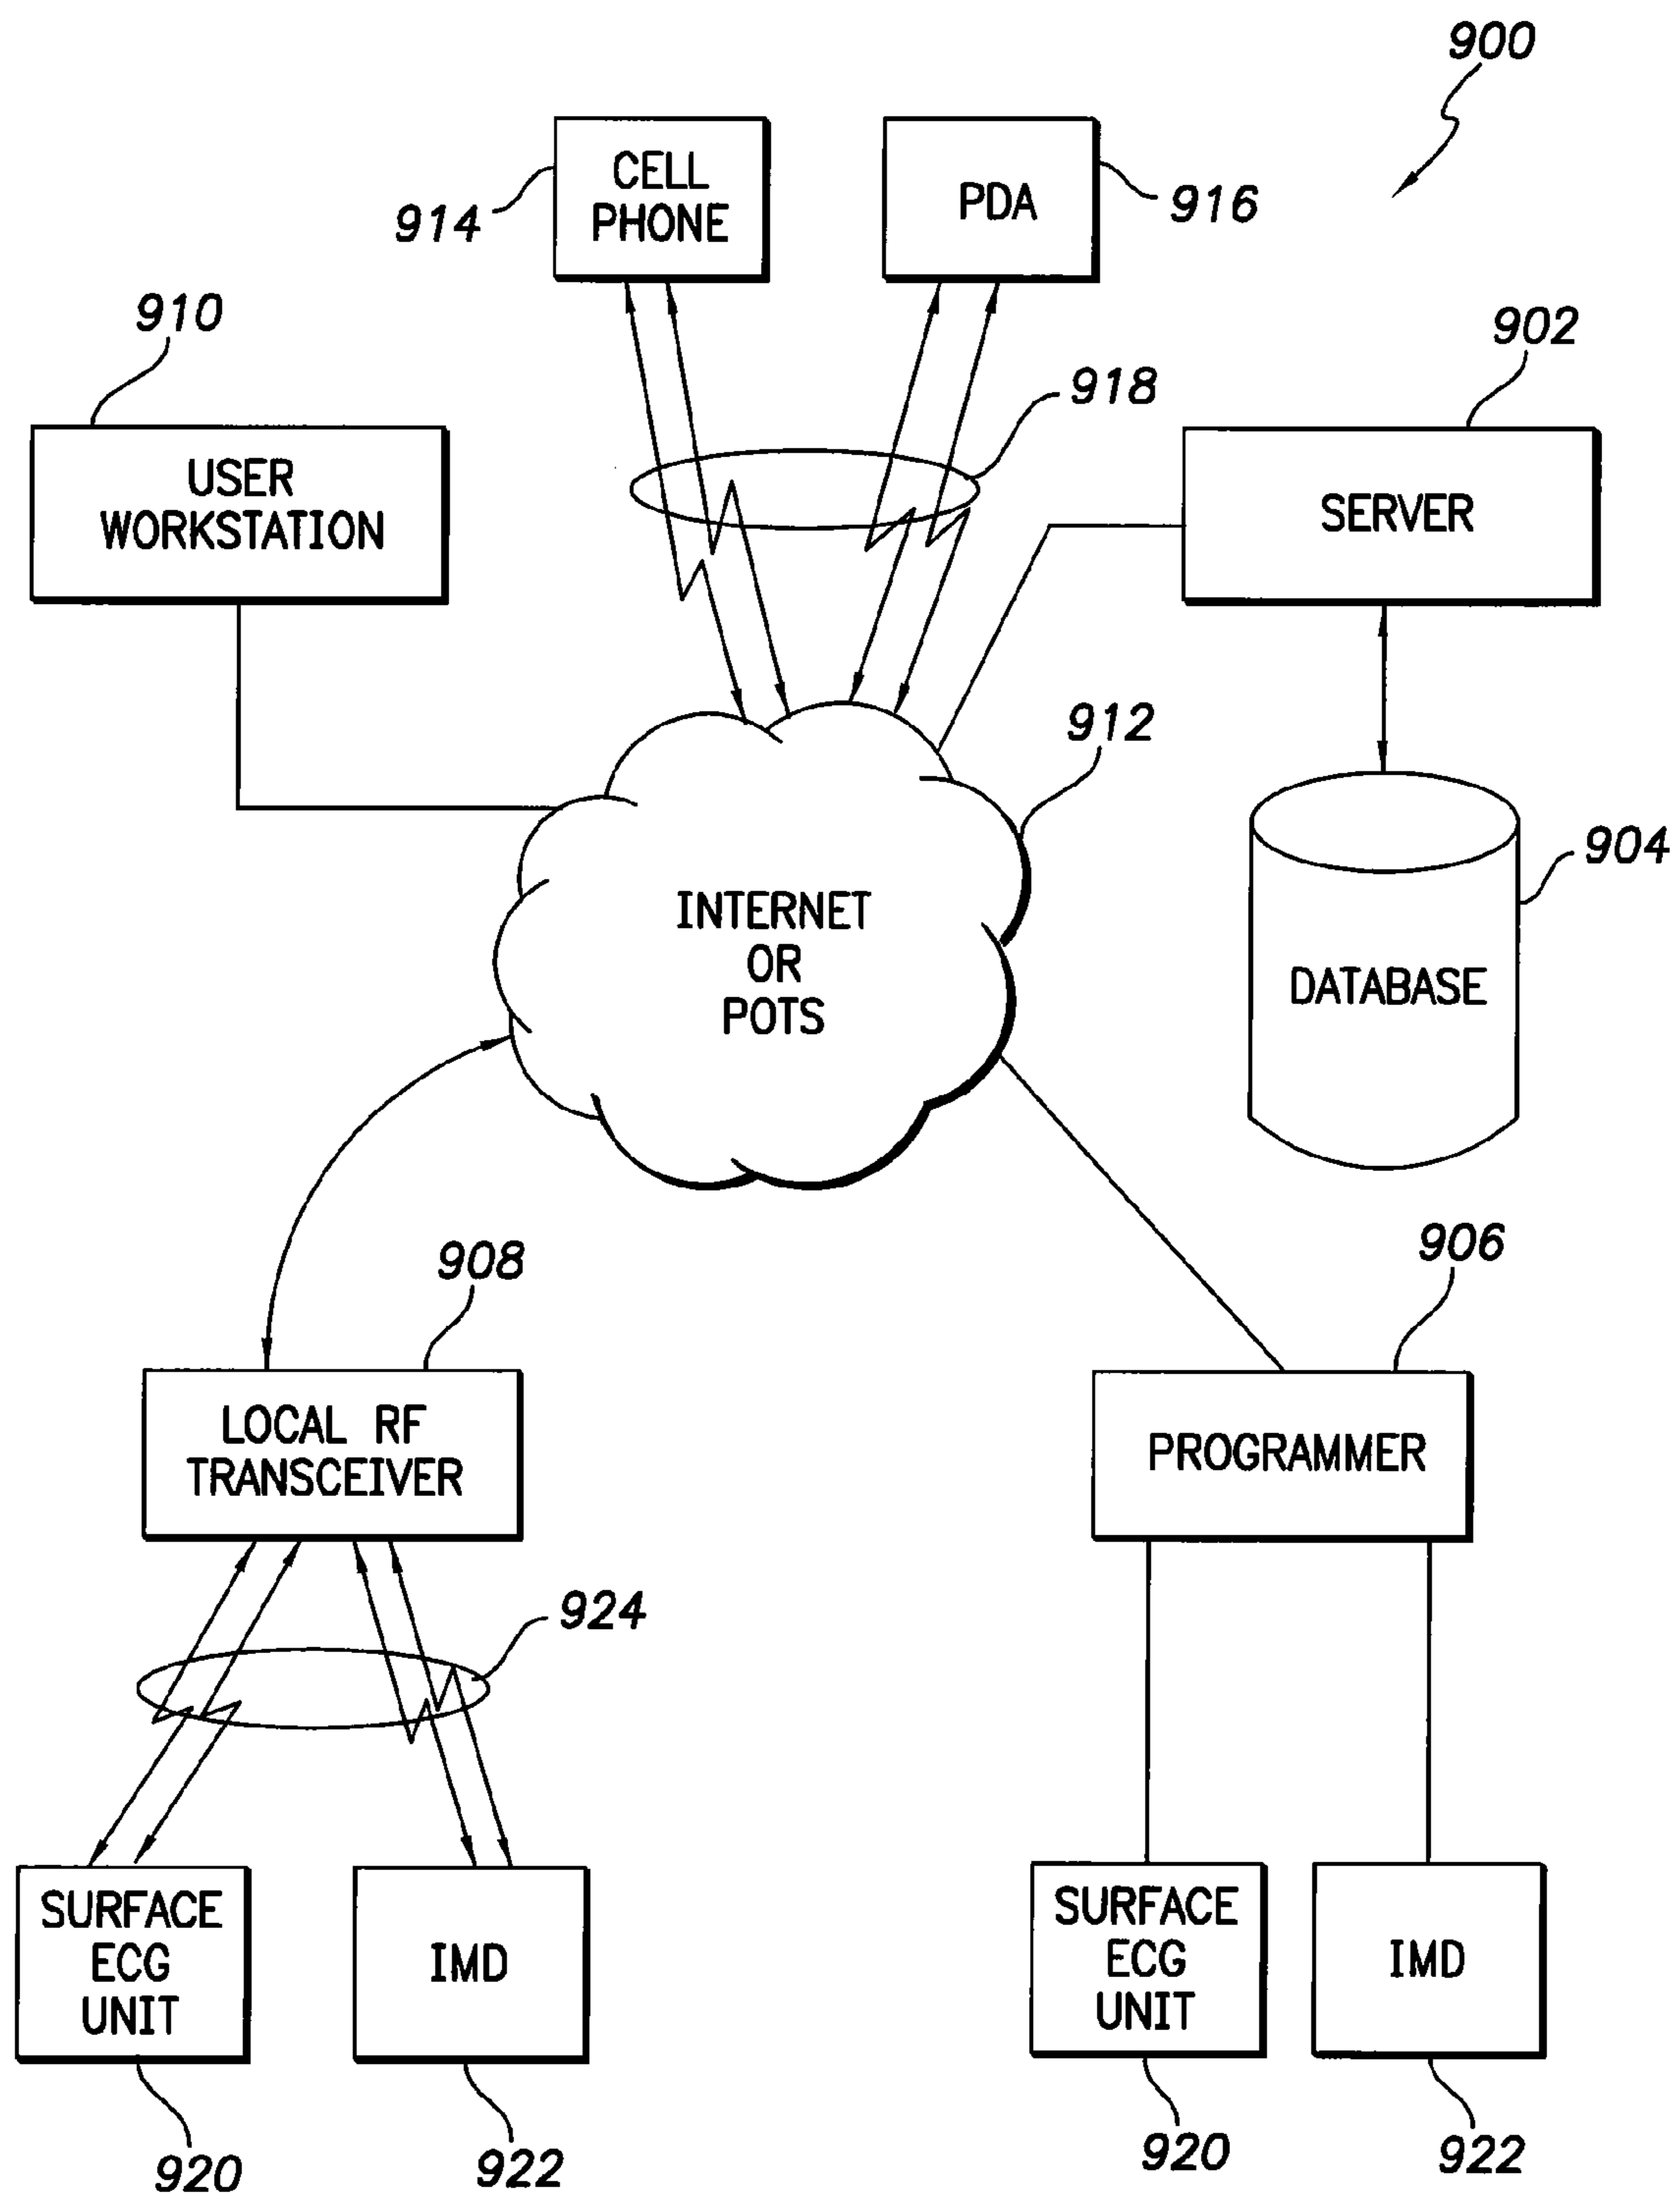 900
CELL
PHONE
914
PDA
916
910
902
918
USER
WORKSTATION
SERVER
912
904
INTERNET
OR
POTS
DATABASE
908
906
LOCAL RF
TRANSCEIVER
PROGRAMMER
924
SURFACE
ECG
UNIT
IMD
SURFACE
ECG
UNIT
IMD
920
922
920
922